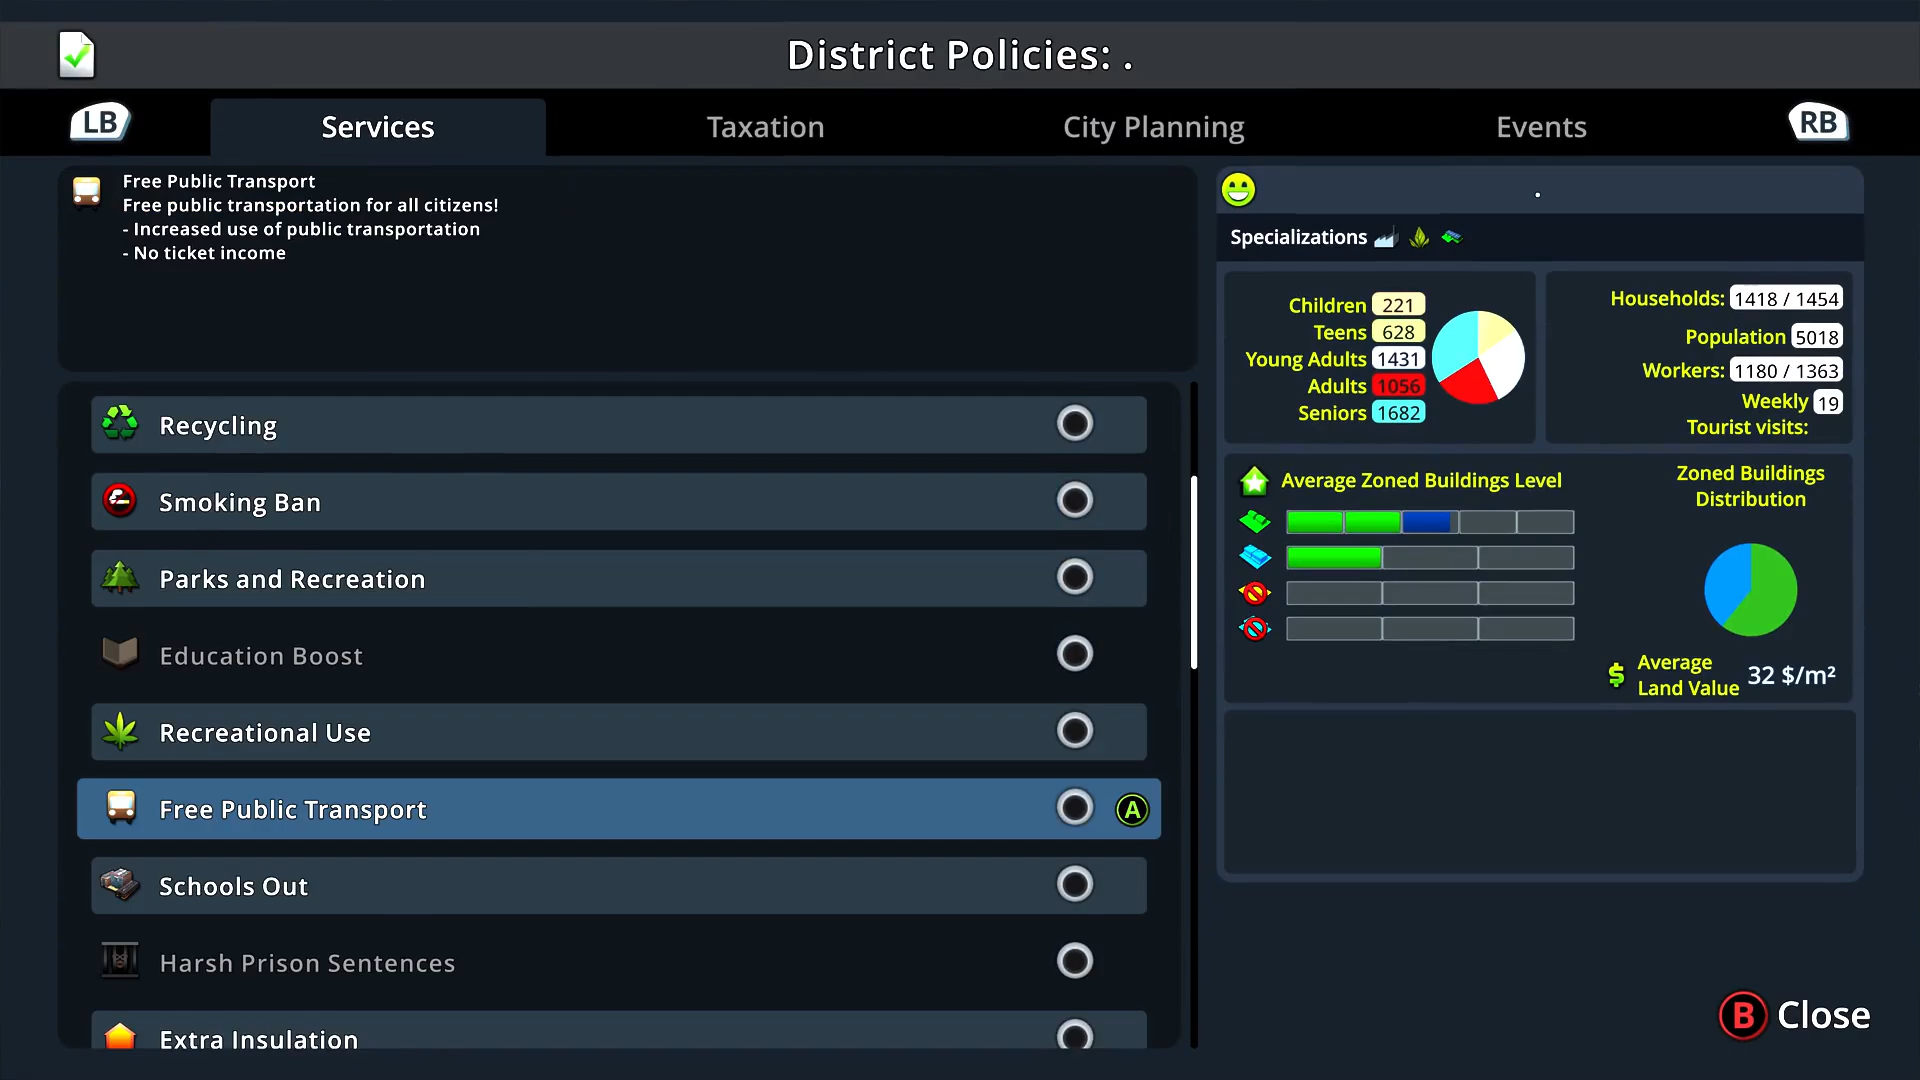 District Policies: .
LB
Services
Taxation
City Planning
Events
RB
Free Public Transport
Free public transportation for all citizens!
- Increased use of public transportation
- No ticket income
Recycling
Smoking Ban
Parks and Recreation
Education Boost
Recreational Use
Free Public Transport
A
Schools Out
Harsh Prison Sentences
Extra Insulation
.
Specializations
Children 221
Teens 628
Young Adults 1431
Adults 1056
Seniors 1682
Households: 1418 / 1454
Population 5018
Workers: 1180 / 1363
Weekly 19
Tourist visits:
Average Zoned Buildings Level
Zoned Buildings
Distribution
$ Average
Land Value 32 $/m²
B Close